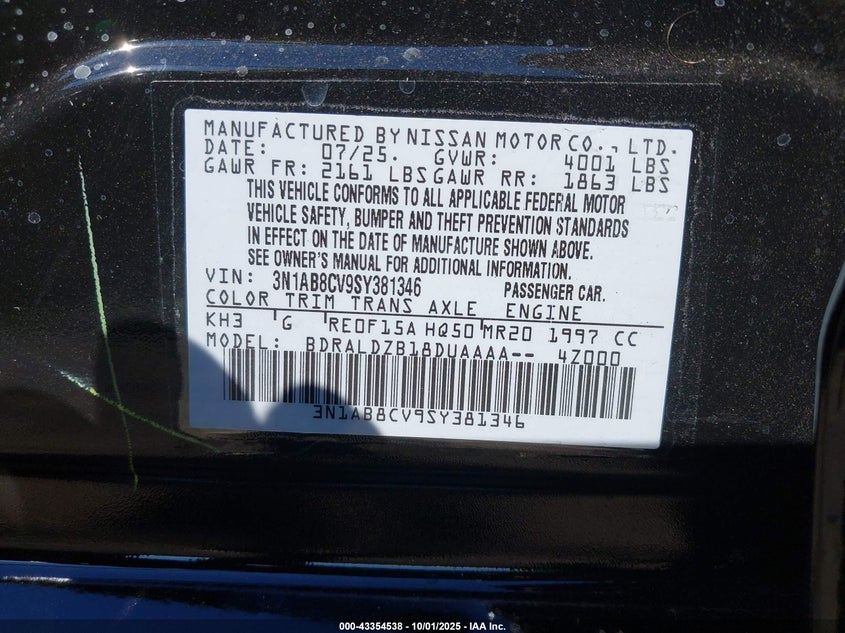 MANUFACTURED BY NISSAN MOTOR CO., LTD.
DATE: 07/25. GVWR: 4001 LBS
GAWR FR: 2161 LBS GAWR RR: 1863 LBS
THIS VEHICLE CONFORMS TO ALL APPLICABLE FEDERAL MOTOR
VEHICLE SAFETY, BUMPER AND THEFT PREVENTION STANDARDS
IN EFFECT ON THE DATE OF MANUFACTURE SHOWN ABOVE.
SEE OWNER'S MANUAL FOR ADDITIONAL INFORMATION.
VIN: 3N1AB8CV9SY381346 PASSENGER CAR.
COLOR TRIM TRANS AXLE ENGINE
KH3 G RE0F15A HQ50 MR20 1997 CC
MODEL: BDRALDZB18DUAAAA-- 4Z000
3N1AB8CV9SY381346
000-43354538 - 10/01/2025 - IAA Inc.